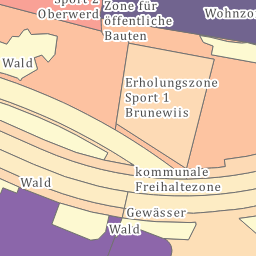 Sport 2
Oberwerd
Zone für
öffentliche
Bauten
Wohnzo
Wald
Erholungszone
Sport 1
Brunewiis
kommunale
Freihaltezone
Wald
Gewässer
Wald